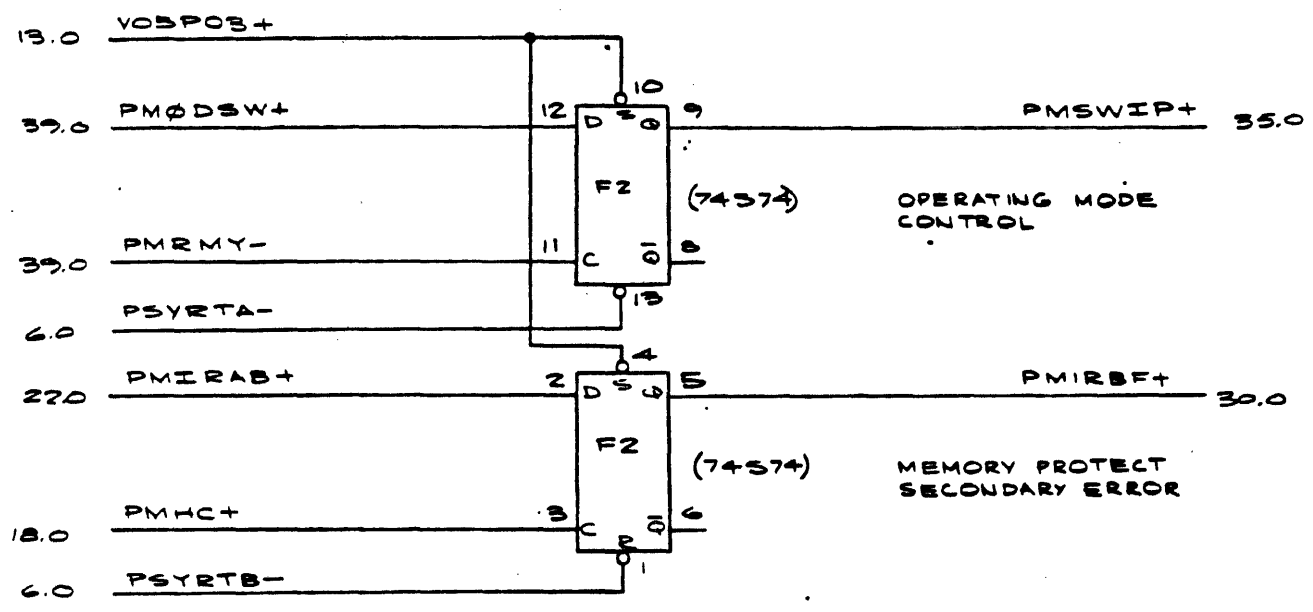 V03P03+
13.0
10
PMØDSW+ 12 9 PMSWIP+
39.0 D S Q 35.0
F2 (74S74) OPERATING MODE
CONTROL
PMRMY- 11 8
39.0 C Q̅
13
PSYRTA-
6.0
4
PMIRAB+ 2 5 PMIRBF+
27.0 D S Q 30.0
F2
(74S74) MEMORY PROTECT
SECONDARY ERROR
PMHC+ 3 6
18.0 C Q̅
R
1
PSYRTB-
6.0